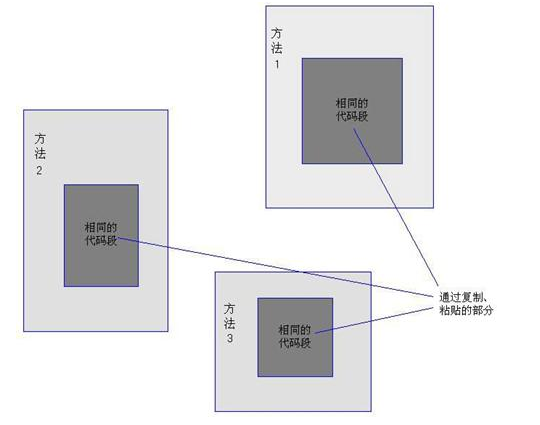 方
法
1
相同的
代码段
方
法
2
相同的
代码段
方
法
3
相同的
代码段
通过复制、
粘贴的部分